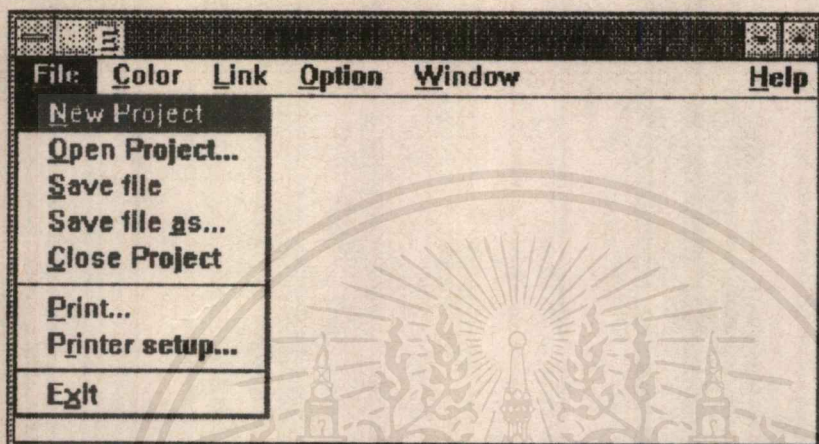 File Color Link Option Window Help
New Project
Open Project...
Save file
Save file as...
Close Project
Print...
Printer setup...
Exit